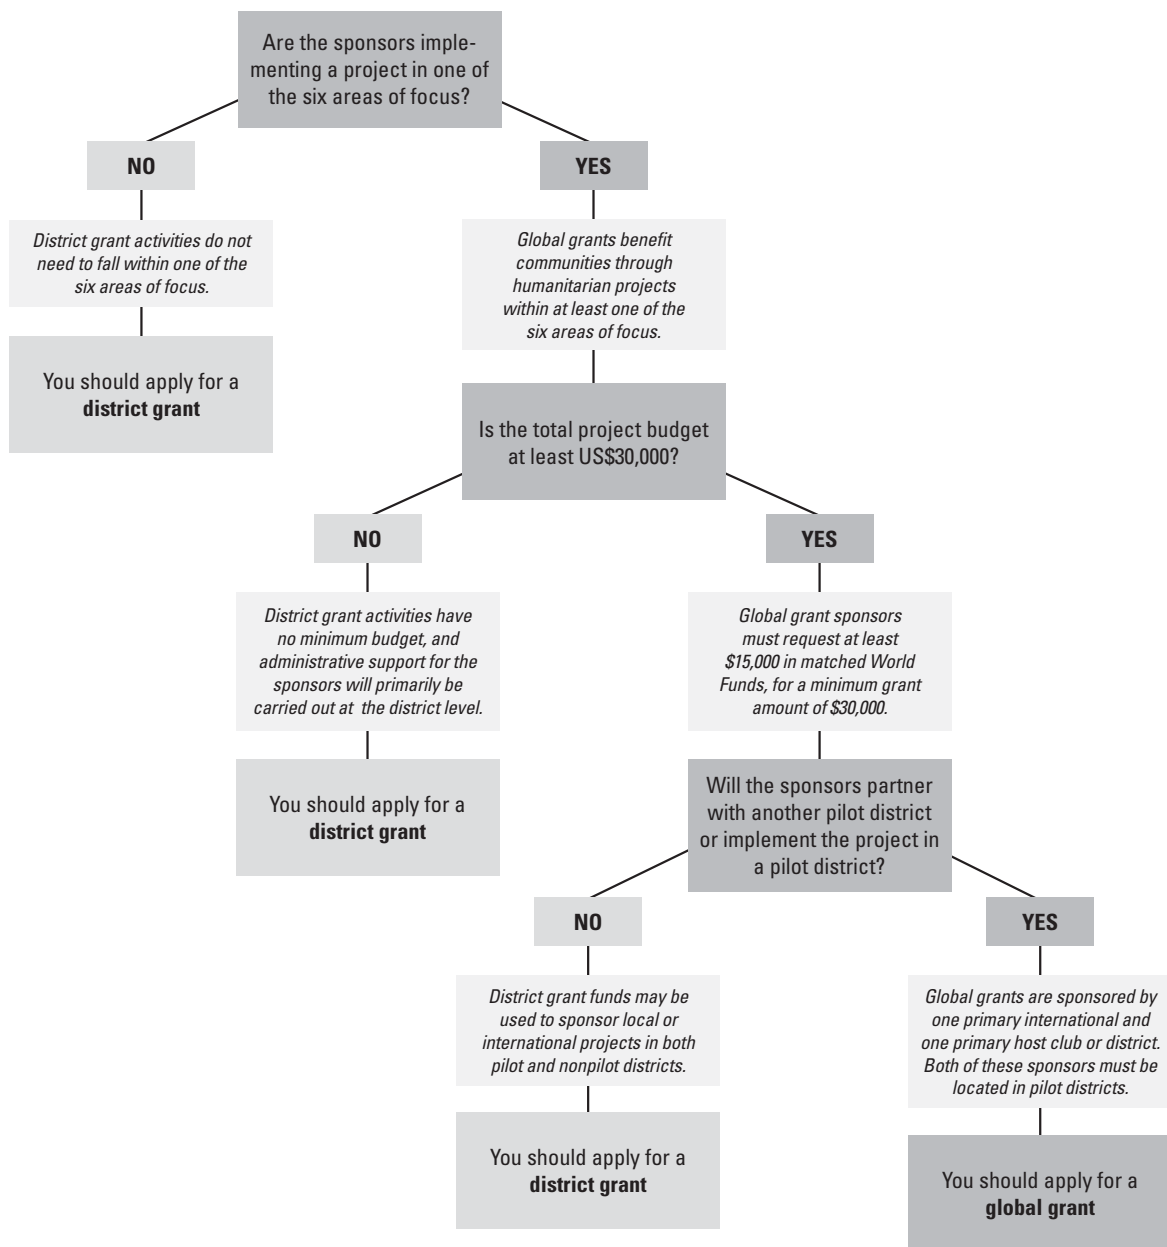 Are the sponsors imple-
menting a project in one of
the six areas of focus?
NO
YES
District grant activities do not
need to fall within one of the
six areas of focus.
Global grants benefit
communities through
humanitarian projects
within at least one of the
six areas of focus.
You should apply for a
district grant
Is the total project budget
at least US$30,000?
NO
YES
District grant activities have
no minimum budget, and
administrative support for the
sponsors will primarily be
carried out at the district level.
Global grant sponsors
must request at least
$15,000 in matched World
Funds, for a minimum grant
amount of $30,000.
You should apply for a
district grant
Will the sponsors partner
with another pilot district
or implement the project in
a pilot district?
NO
YES
District grant funds may be
used to sponsor local or
international projects in both
pilot and nonpilot districts.
Global grants are sponsored by
one primary international and
one primary host club or district.
Both of these sponsors must be
located in pilot districts.
You should apply for a
district grant
You should apply for a
global grant